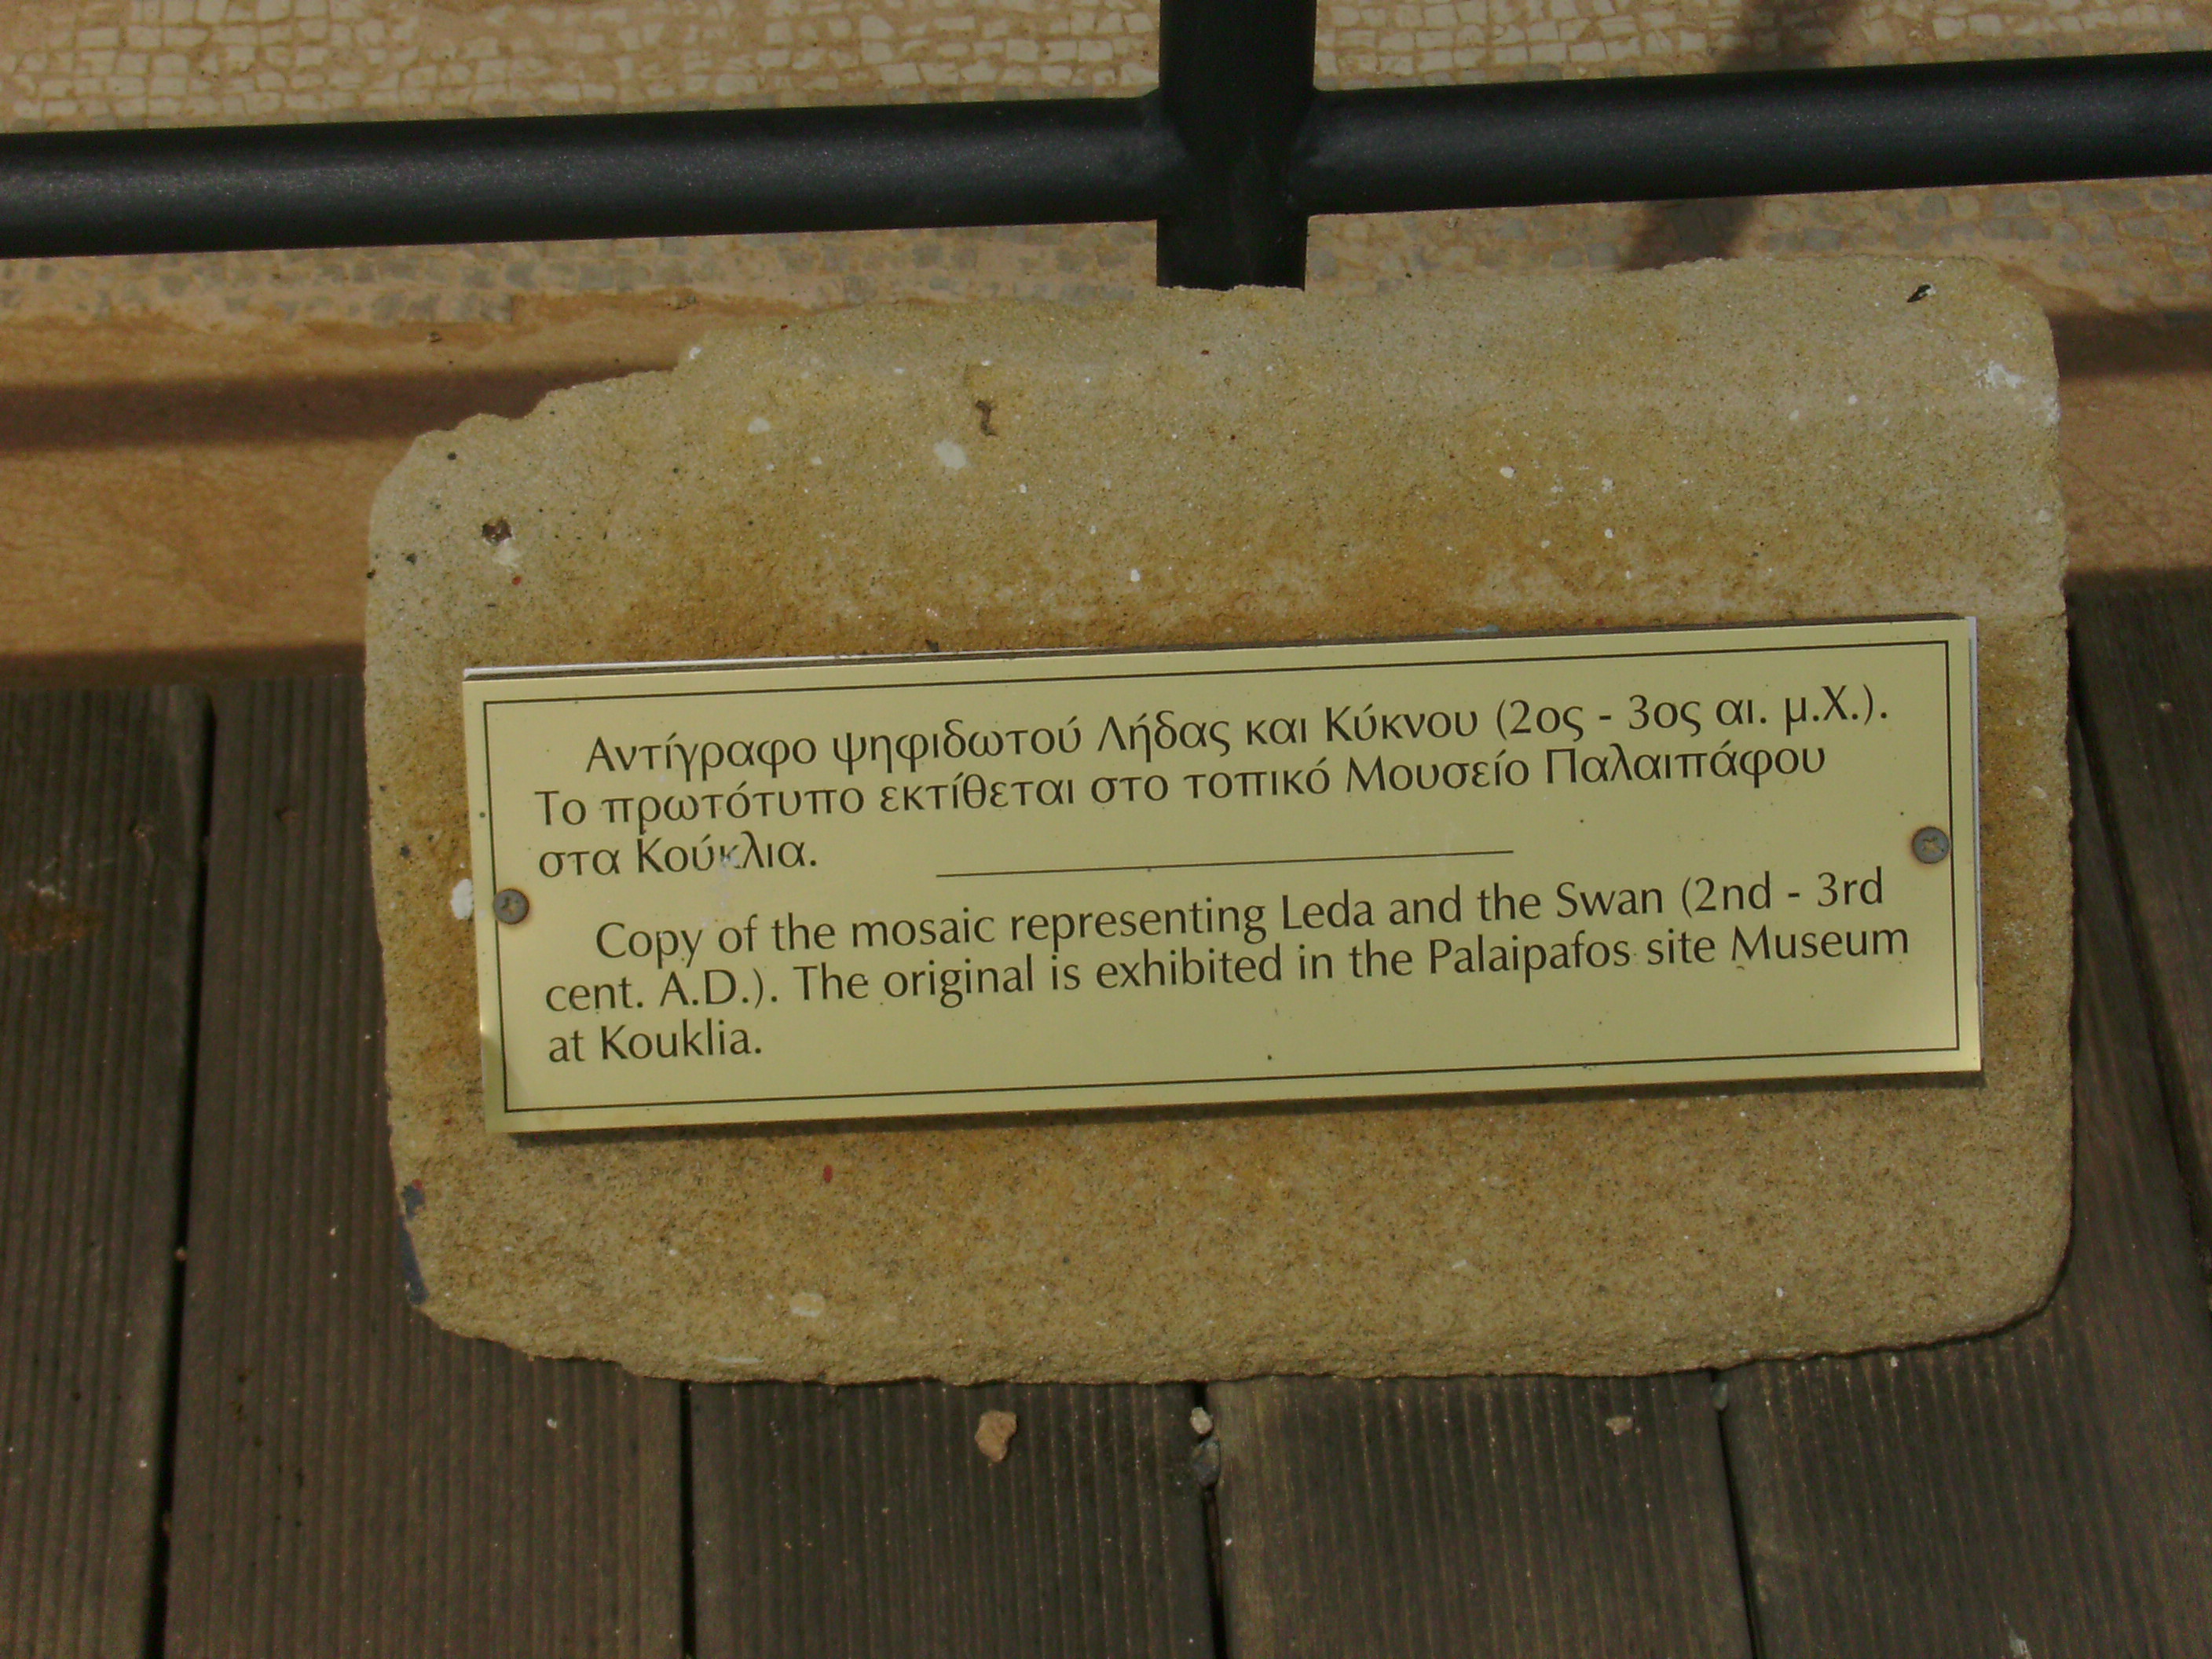 Αντίγραφο ψηφιδωτού Λήδας και Κύκνου (2ος - 3ος αι. μ.Χ.).
Το πρωτότυπο εκτίθεται στο τοπικό Μουσείο Παλαιπάφου
στα Κούκλια.
Copy of the mosaic representing Leda and the Swan (2nd - 3rd
cent. A.D.). The original is exhibited in the Palaipafos site Museum
at Kouklia.